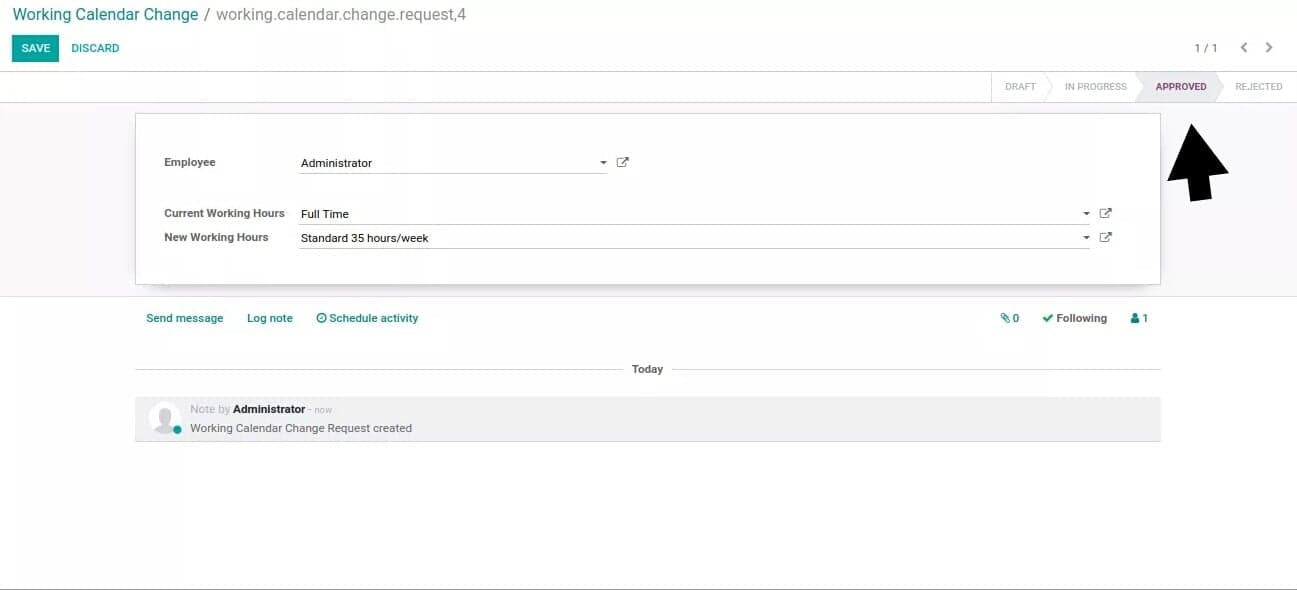 Working Calendar Change / working.calendar.change.request,4
SAVE DISCARD 1 / 1
DRAFT IN PROGRESS APPROVED REJECTED
Employee Administrator
Current Working Hours Full Time
New Working Hours Standard 35 hours/week
Send message Log note Schedule activity 0 Following 1
Today
Note by Administrator - now
Working Calendar Change Request created